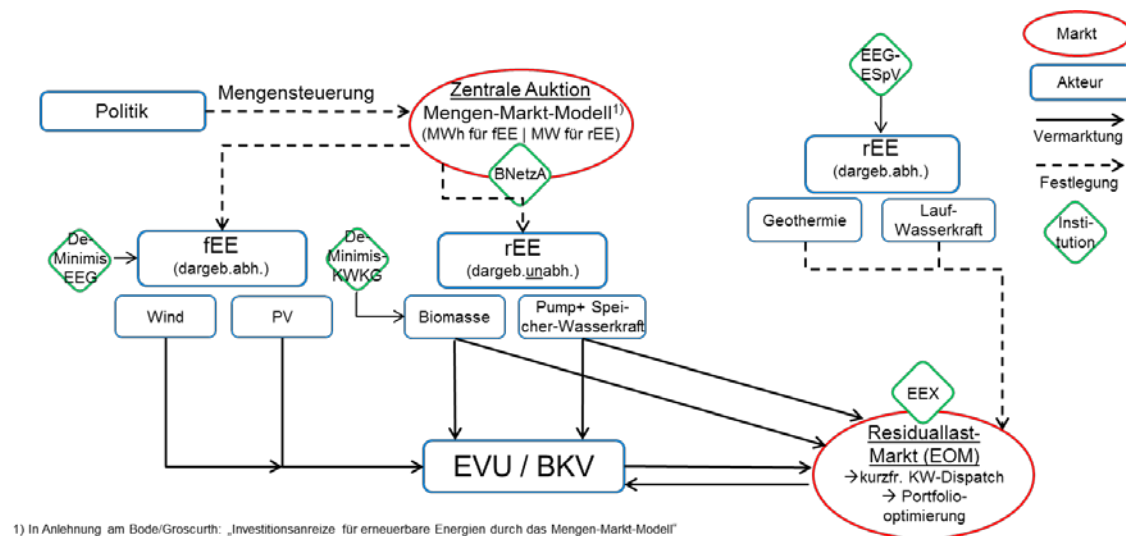 Politik
Mengensteuerung
Zentrale Auktion
Mengen-Markt-Modell¹⁾
(MWh für fEE | MW für rEE)
BNetzA
EEG-
ESpV
Markt
Akteur
Vermarktung
Festlegung
Insti-
tution
rEE
(dargeb.abh.)
Geothermie
Lauf-
Wasserkraft
De-
Minimis
EEG
fEE
(dargeb.abh.)
Wind
PV
De-
Minimis-
KWKG
rEE
(dargeb.unabh.)
Biomasse
Pump+ Spei-
cher-Wasserkraft
EVU / BKV
EEX
Residuallast-
Markt (EOM)
→kurzfr. KW-Dispatch
→ Portfolio-
optimierung
1) In Anlehnung am Bode/Groscurth: „Investitionsanreize für erneuerbare Energien durch das Mengen-Markt-Modell"